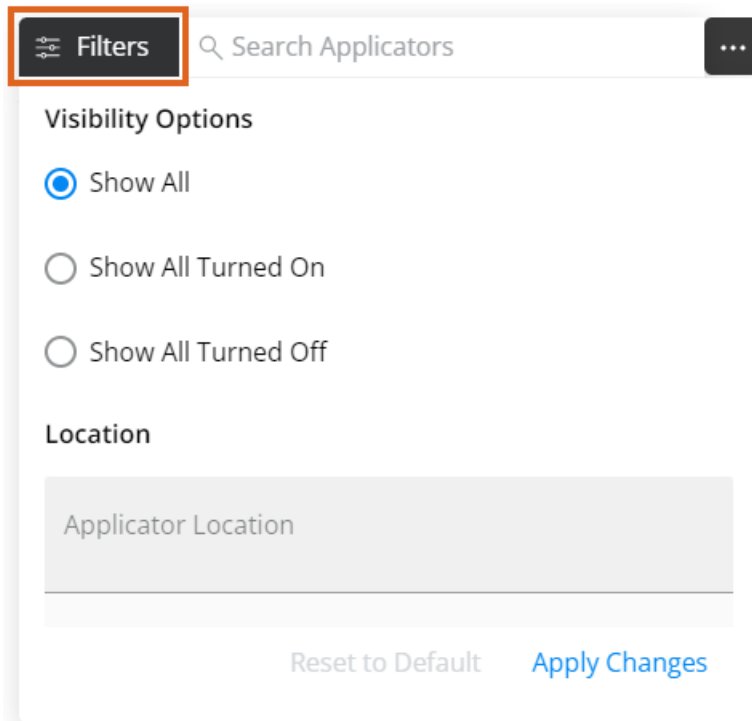 Filters Search Applicators ...
Visibility Options
Show All
Show All Turned On
Show All Turned Off
Location
Applicator Location
Reset to Default Apply Changes